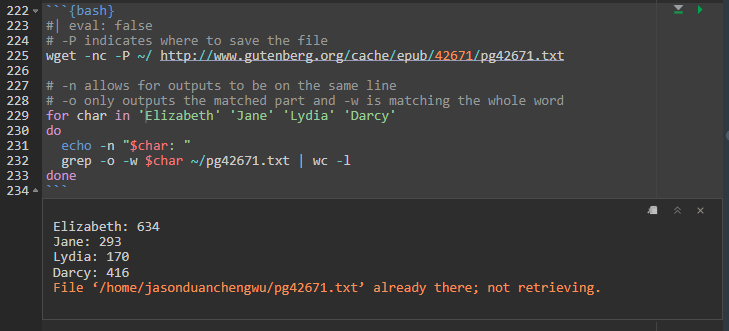 222 ```{bash}
223 #| eval: false
224 # -P indicates where to save the file
225 wget -nc -P ~/ http://www.gutenberg.org/cache/epub/42671/pg42671.txt
226
227 # -n allows for outputs to be on the same line
228 # -o only outputs the matched part and -w is matching the whole word
229 for char in 'Elizabeth' 'Jane' 'Lydia' 'Darcy'
230 do
231   echo -n "$char: "
232   grep -o -w $char ~/pg42671.txt | wc -l
233 done
234 ```
Elizabeth: 634
Jane: 293
Lydia: 170
Darcy: 416
File ‘/home/jasonduanchengwu/pg42671.txt’ already there; not retrieving.